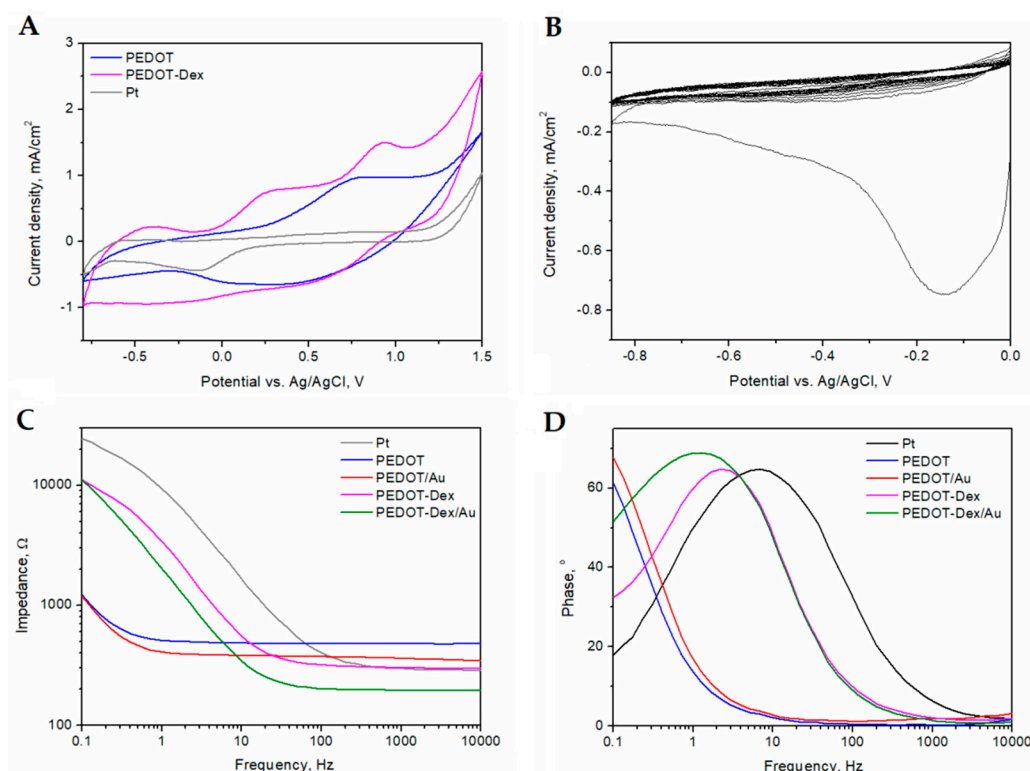 A
3
2
1
0
-1
Current density, mA/cm²
PEDOT
PEDOT-Dex
Pt
-0.5
0.0
0.5
1.0
1.5
Potential vs. Ag/AgCl, V
B
0.0
-0.2
-0.4
-0.6
-0.8
Current density, mA/cm²
-0.8
-0.6
-0.4
-0.2
0.0
Potential vs. Ag/AgCl, V
C
10000
1000
100
Impedance, Ω
Pt
PEDOT
PEDOT/Au
PEDOT-Dex
PEDOT-Dex/Au
0.1
1
10
100
1000
10000
Frequency, Hz
D
80
60
40
20
0
Phase, °
Pt
PEDOT
PEDOT/Au
PEDOT-Dex
PEDOT-Dex/Au
0.1
1
10
100
1000
10000
Frequency, Hz